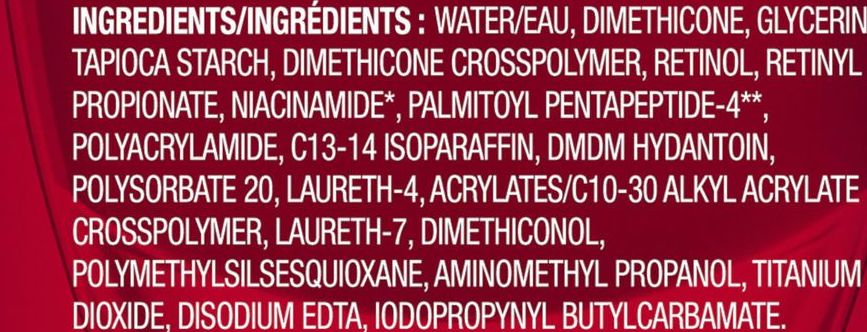 INGREDIENTS/INGRÉDIENTS : WATER/EAU, DIMETHICONE, GLYCERIN
TAPIOCA STARCH, DIMETHICONE CROSSPOLYMER, RETINOL, RETINYL
PROPIONATE, NIACINAMIDE*, PALMITOYL PENTAPEPTIDE-4**,
POLYACRYLAMIDE, C13-14 ISOPARAFFIN, DMDM HYDANTOIN,
POLYSORBATE 20, LAURETH-4, ACRYLATES/C10-30 ALKYL ACRYLATE
CROSSPOLYMER, LAURETH-7, DIMETHICONOL,
POLYMETHYLSILSESQUIOXANE, AMINOMETHYL PROPANOL, TITANIUM
DIOXIDE, DISODIUM EDTA, IODOPROPYNYL BUTYLCARBAMATE.